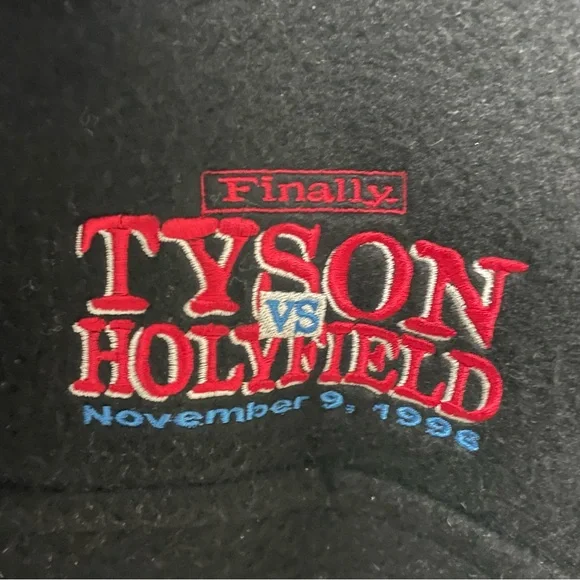 Finally.
TYSON
VS
HOLYFIELD
November 9, 1996